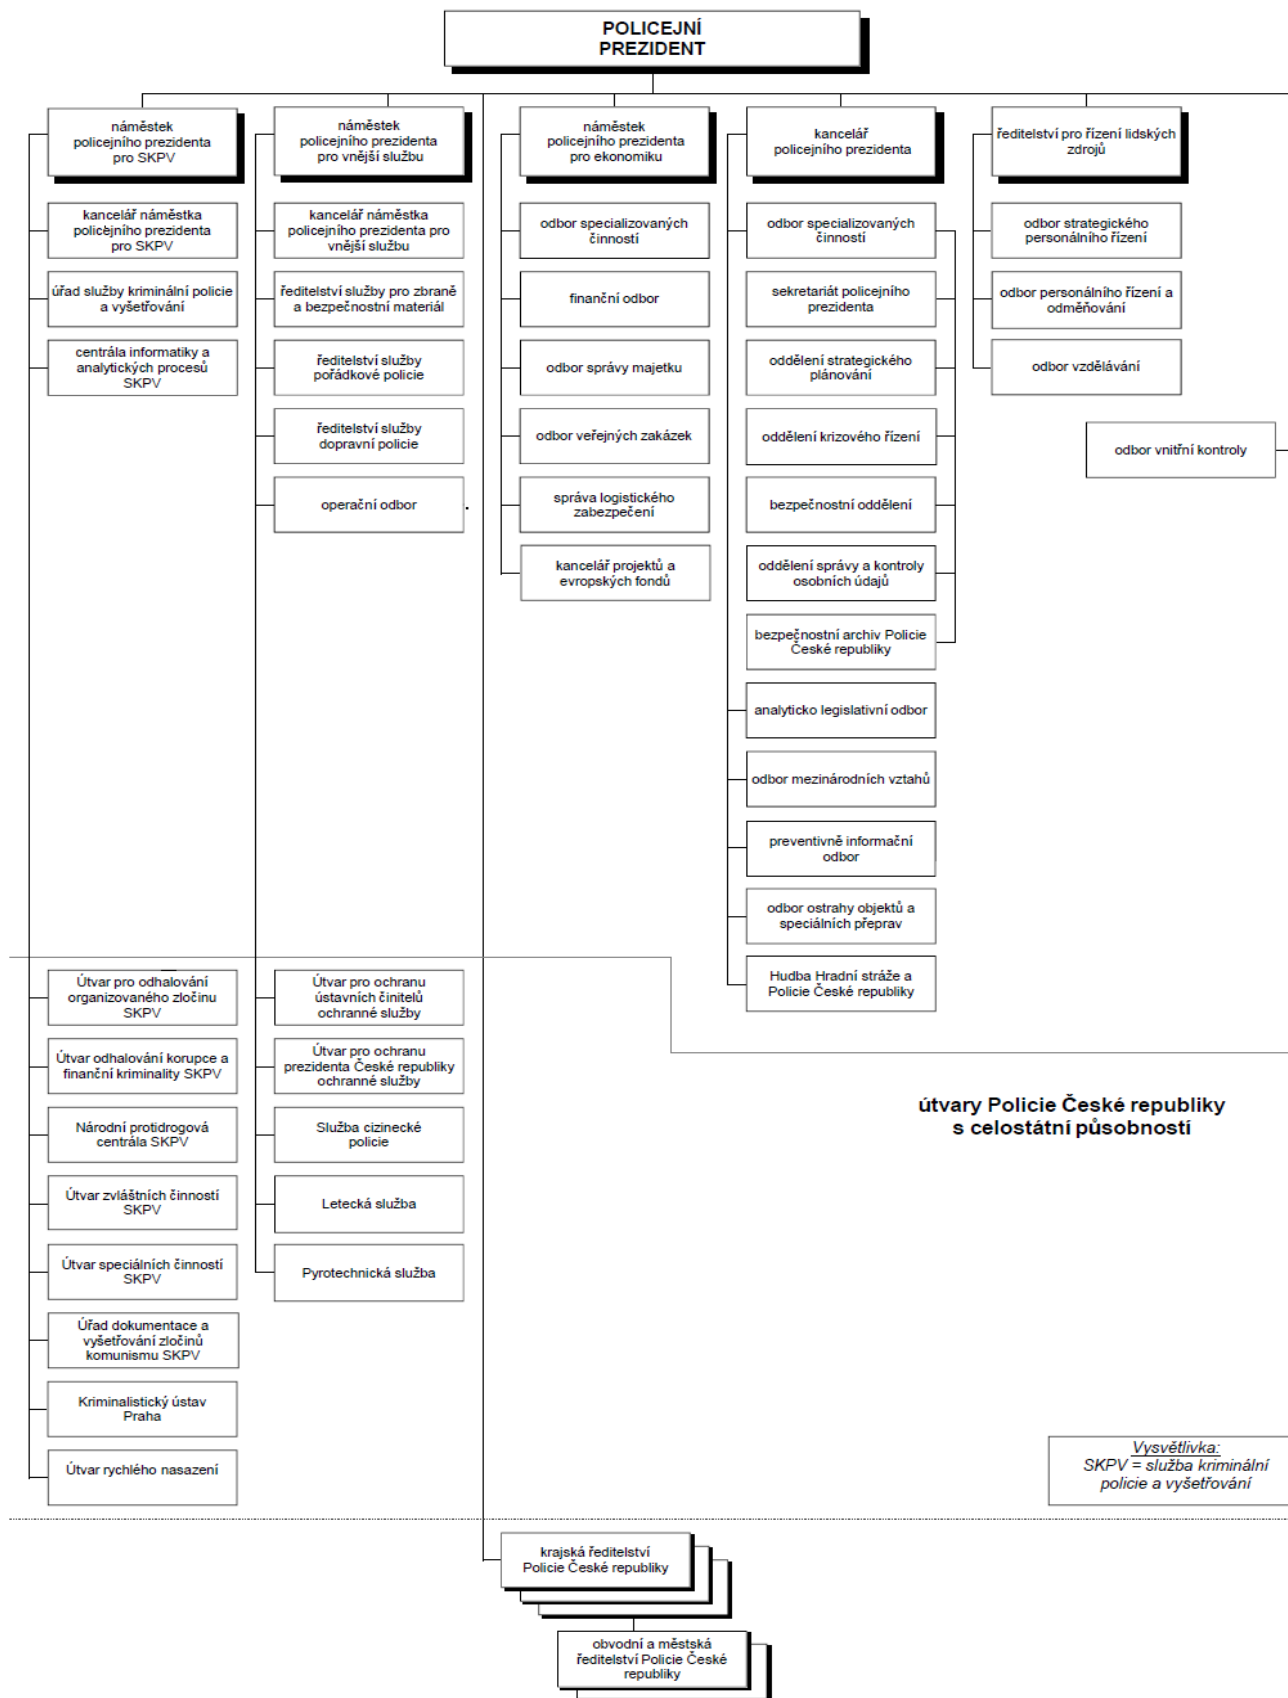 POLICEJNÍ
PREZIDENT
náměstek
policejního prezidenta
pro SKPV
náměstek
policejního prezidenta
pro vnější službu
náměstek
policejního prezidenta
pro ekonomiku
kancelář
policejního prezidenta
ředitelství pro řízení lidských
zdrojů
kancelář náměstka
policejního prezidenta
pro SKPV
úřad služby kriminální policie
a vyšetřování
centrála informatiky a
analytických procesů
SKPV
kancelář náměstka
policejního prezidenta pro
vnější službu
ředitelství služby pro zbraně
a bezpečnostní materiál
ředitelství služby
pořádkové policie
ředitelství služby
dopravní policie
operační odbor
odbor specializovaných
činností
finanční odbor
odbor správy majetku
odbor veřejných zakázek
správa logistického
zabezpečení
kancelář projektů a
evropských fondů
odbor specializovaných
činností
sekretariát policejního
prezidenta
oddělení strategického
plánování
oddělení krizového řízení
bezpečnostní oddělení
oddělení správy a kontroly
osobních údajů
bezpečnostní archiv Policie
České republiky
analyticko legislativní odbor
odbor mezinárodních vztahů
preventivně informační
odbor
odbor ostrahy objektů a
speciálních přeprav
Hudba Hradní stráže a
Policie České republiky
odbor strategického
personálního řízení
odbor personálního řízení a
odměňování
odbor vzdělávání
odbor vnitřní kontroly
Útvar pro odhalování
organizovaného zločinu
SKPV
Útvar odhalování korupce a
finanční kriminality SKPV
Národní protidrogová
centrála SKPV
Útvar zvláštních činností
SKPV
Útvar speciálních činností
SKPV
Úřad dokumentace a
vyšetřování zločinů
komunismu SKPV
Kriminalistický ústav
Praha
Útvar rychlého nasazení
Útvar pro ochranu
ústavních činitelů
ochranné služby
Útvar pro ochranu
prezidenta České republiky
ochranné služby
Služba cizinecké
policie
Letecká služba
Pyrotechnická služba
útvary Policie České republiky
s celostátní působností
Vysvětlivka:
SKPV = služba kriminální
policie a vyšetřování
krajská ředitelství
Policie České republiky
obvodní a městská
ředitelství Policie České
republiky